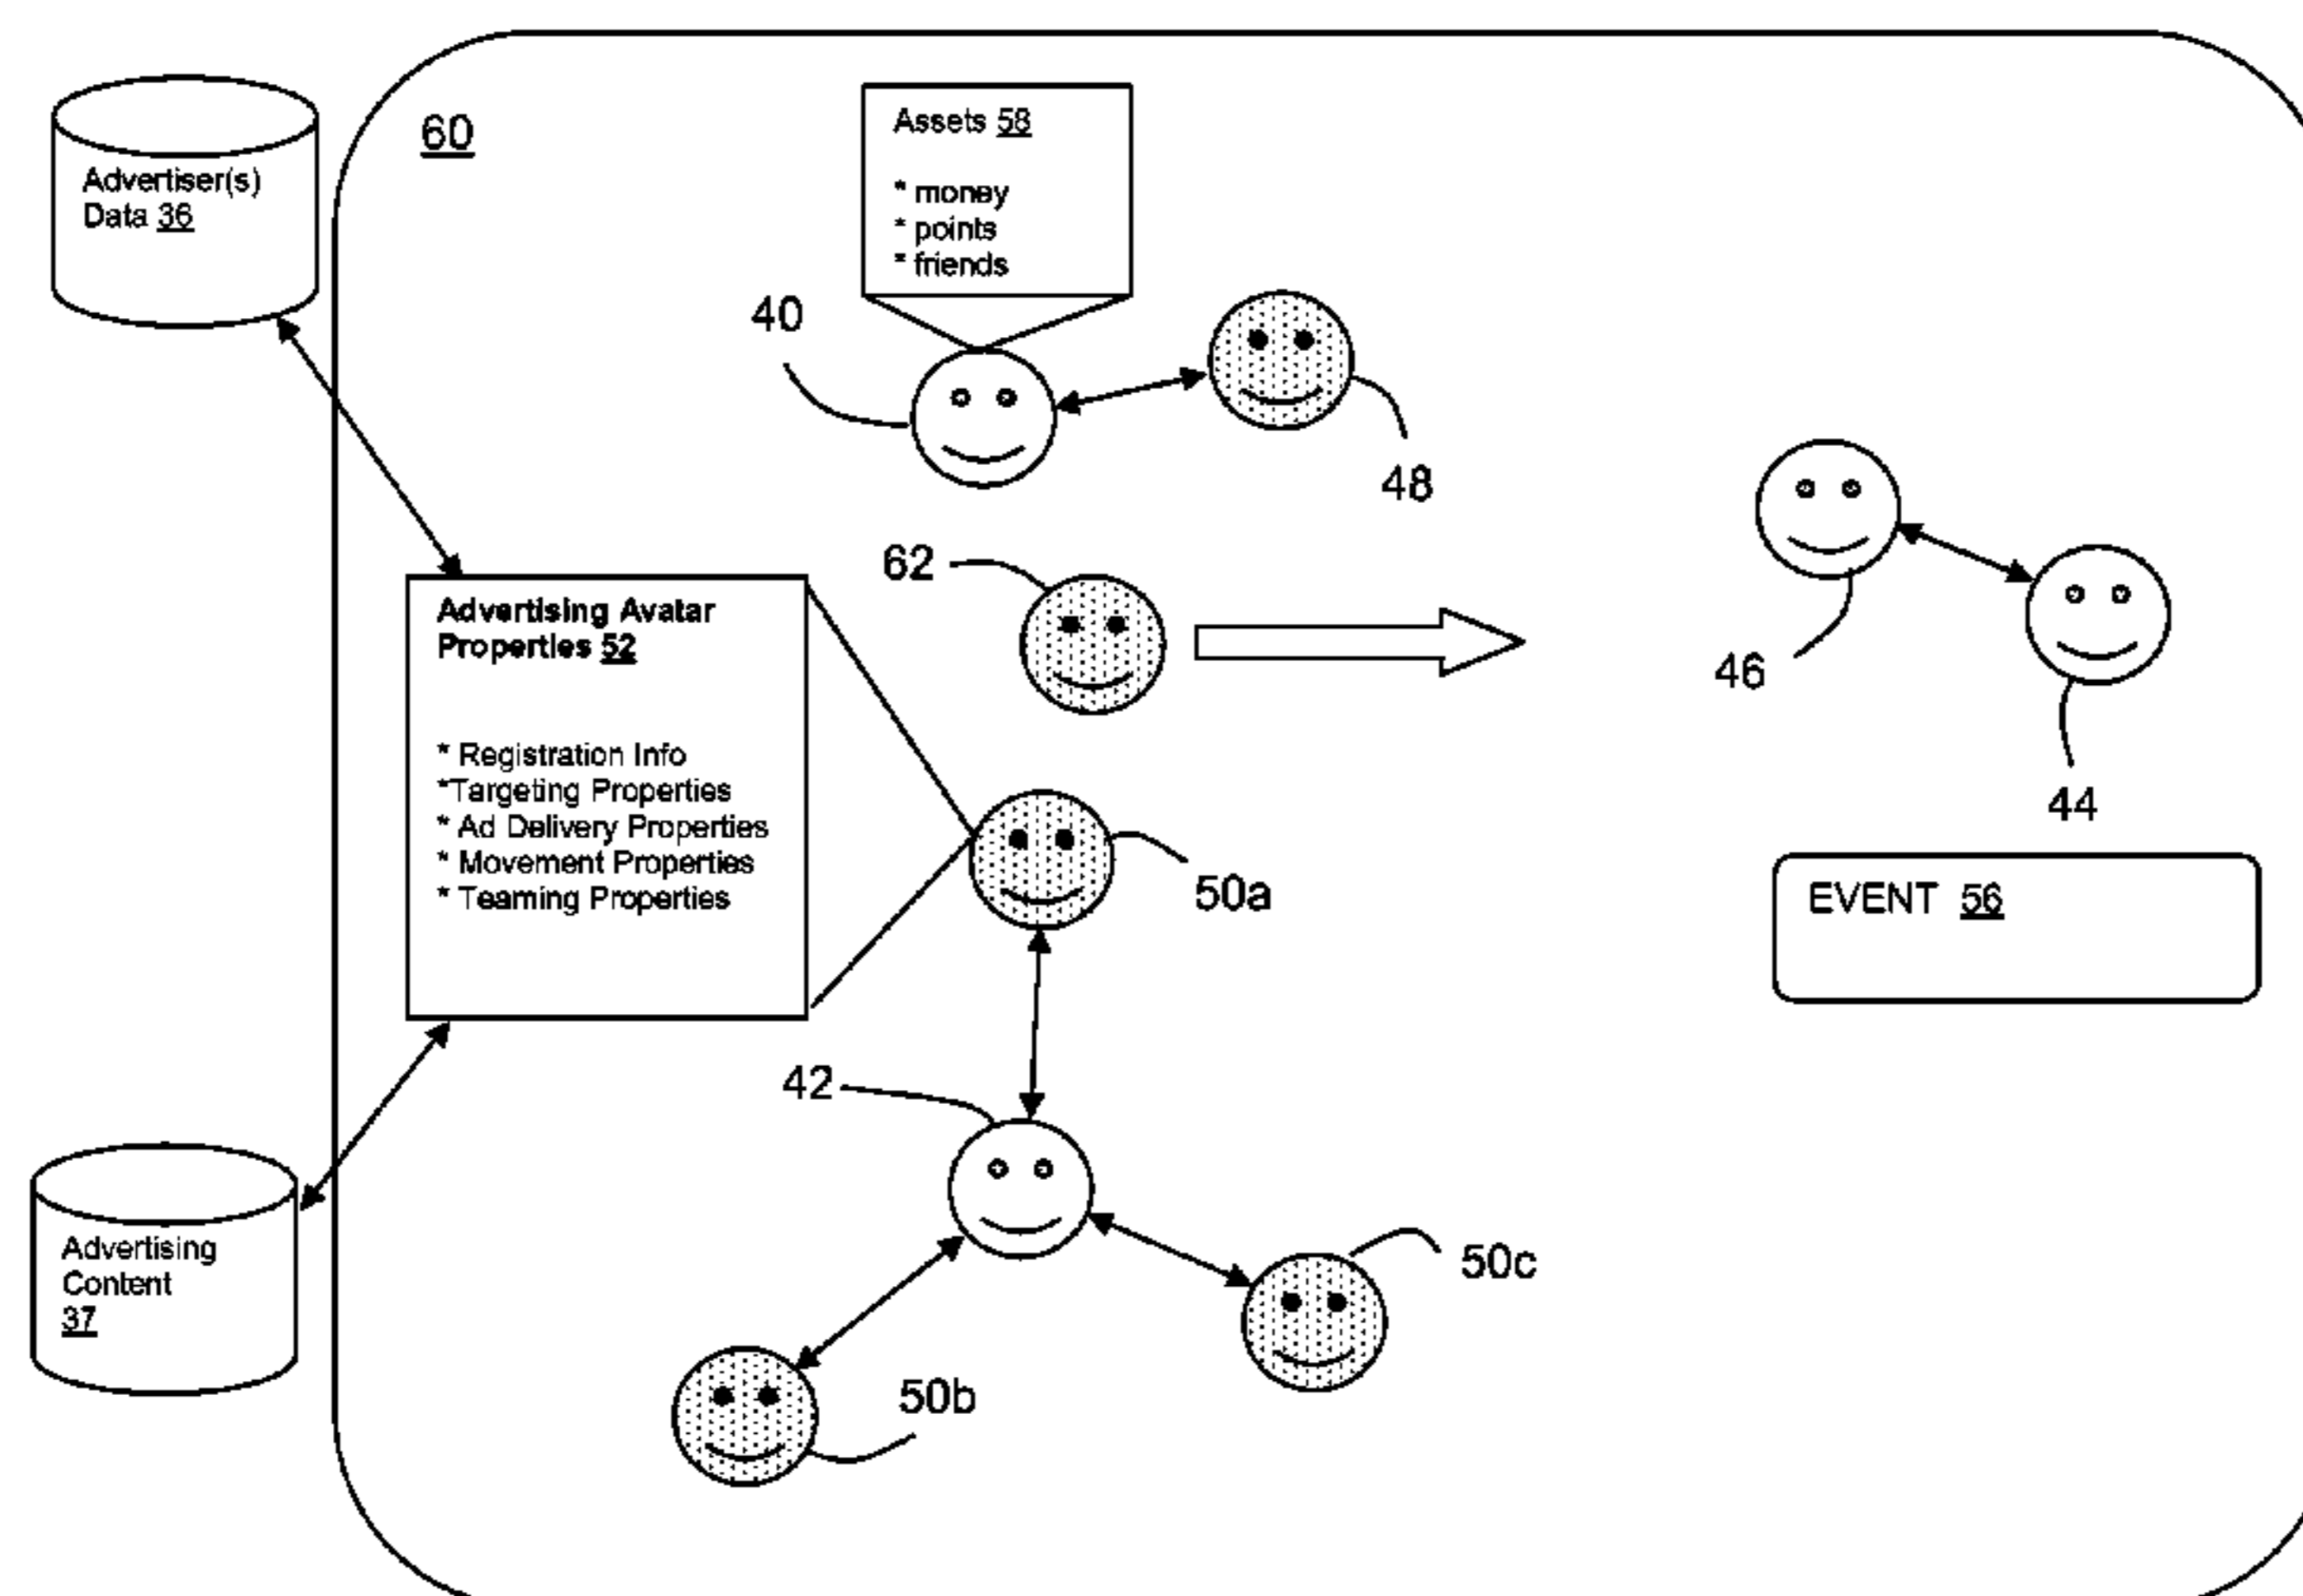 60
Advertiser(s)
Data 36
Assets 58
* money
* points
* friends
40
48
62
46
44
Advertising Avatar
Properties 52
* Registration Info
*Targeting Properties
* Ad Delivery Properties
* Movement Properties
* Teaming Properties
50a
EVENT 56
42
Advertising
Content
37
50c
50b